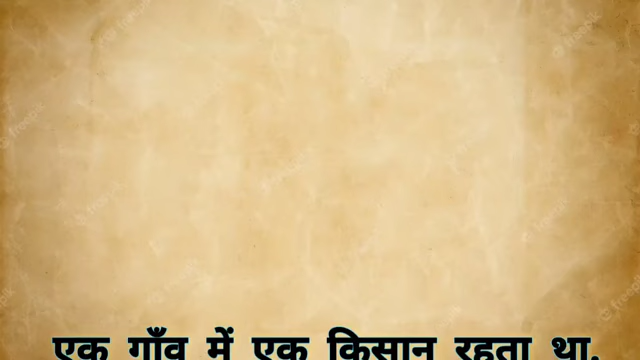 एक गाँव में एक किसान रहता था.